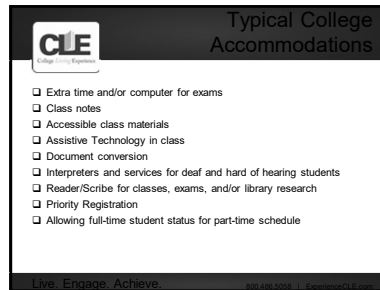 Typical College
Accommodations
CLE
College Living Experience
❑ Extra time and/or computer for exams
❑ Class notes
❑ Accessible class materials
❑ Assistive Technology in class
❑ Document conversion
❑ Interpreters and services for deaf and hard of hearing students
❑ Reader/Scribe for classes, exams, and/or library research
❑ Priority Registration
❑ Allowing full-time student status for part-time schedule
Live. Engage. Achieve.
800.486.5058 | ExperienceCLE.com